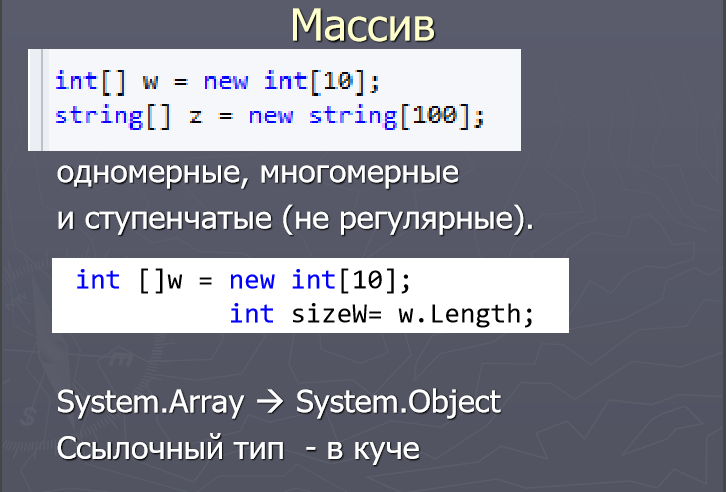 Массив
int[] w = new int[10];
string[] z = new string[100];
одномерные, многомерные
и ступенчатые (не регулярные).
int []w = new int[10];
int sizeW= w.Length;
System.Array → System.Object
Ссылочный тип - в куче